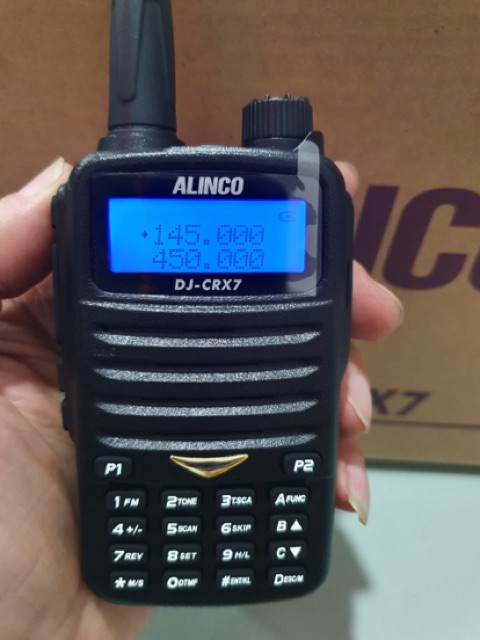 ALINCO
145.000
450.000
DJ-CRX7
NCO
X7
P1 P2
1 FM 2 TONE 3 T.SCA A FUNC
4 +/- 5 SCAN 6 SKIP B ▲
7 REV 8 SET 9 H/L C ▼
* M/S 0 DTMF # ENT/KL D ESC/M